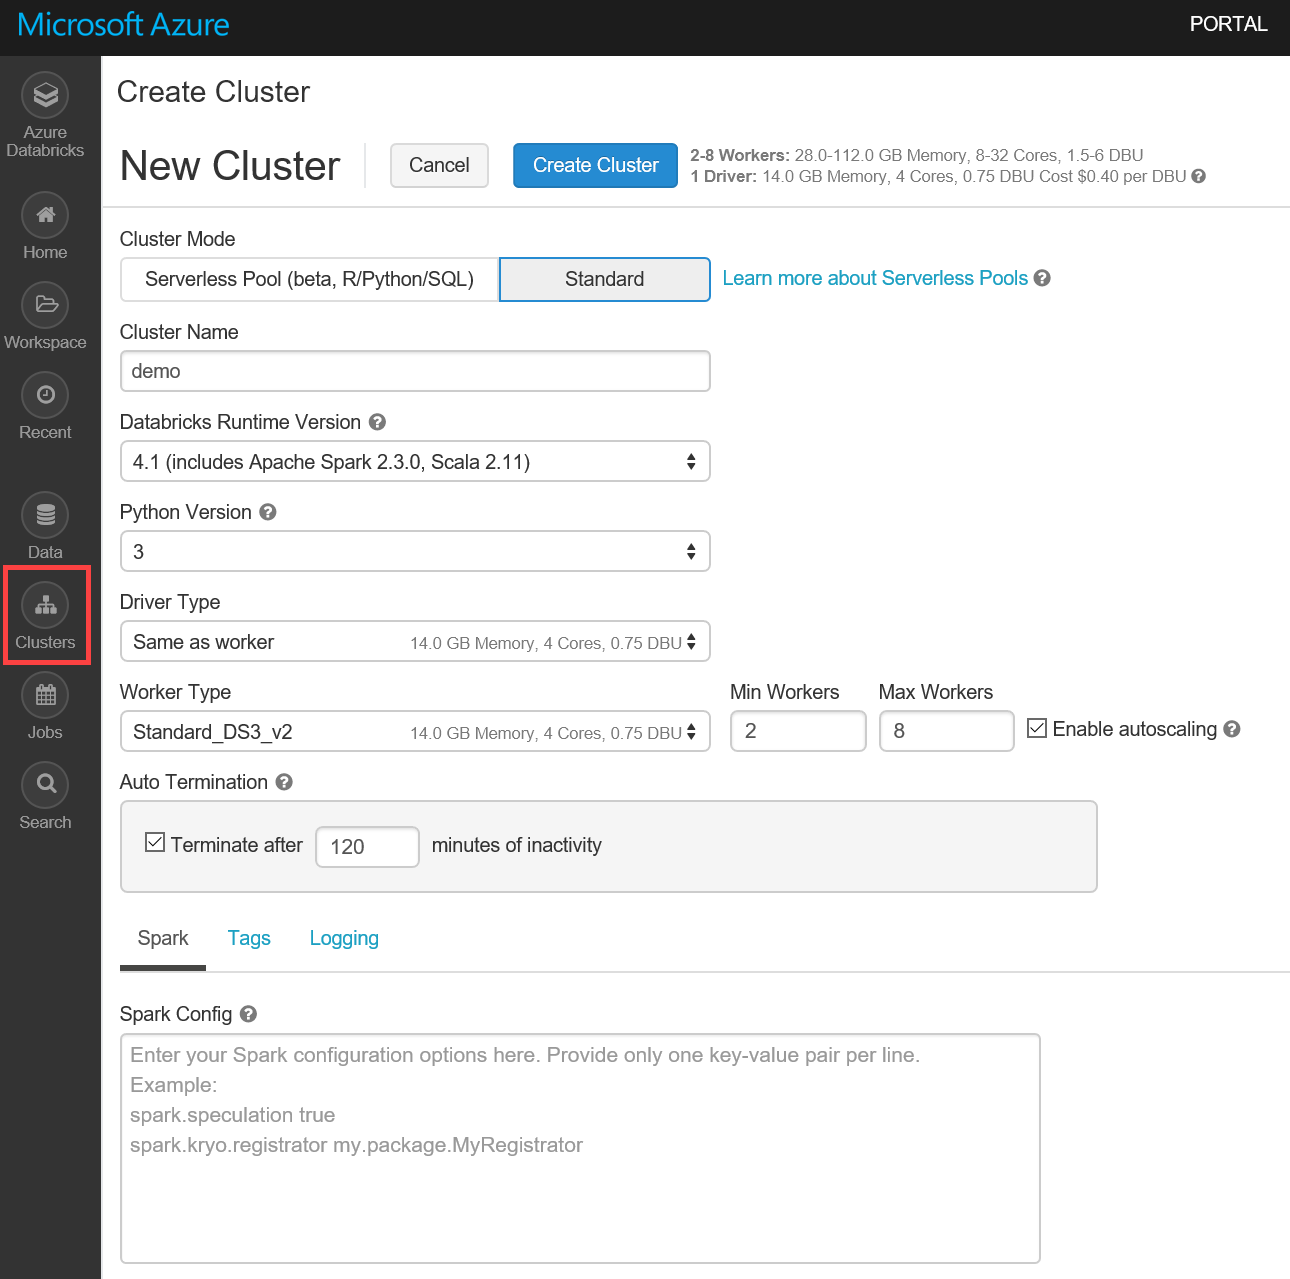 Microsoft Azure
PORTAL
Azure
Databricks
Home
Workspace
Recent
Data
Clusters
Jobs
Search
Create Cluster
New Cluster
Cancel
Create Cluster
2-8 Workers: 28.0-112.0 GB Memory, 8-32 Cores, 1.5-6 DBU
1 Driver: 14.0 GB Memory, 4 Cores, 0.75 DBU Cost $0.40 per DBU ?
Cluster Mode
Serverless Pool (beta, R/Python/SQL)
Standard
Learn more about Serverless Pools ?
Cluster Name
demo
Databricks Runtime Version ?
4.1 (includes Apache Spark 2.3.0, Scala 2.11)
Python Version ?
3
Driver Type
Same as worker 14.0 GB Memory, 4 Cores, 0.75 DBU
Worker Type
Min Workers
Max Workers
Standard_DS3_v2 14.0 GB Memory, 4 Cores, 0.75 DBU
2
8
Enable autoscaling ?
Auto Termination ?
Terminate after 120 minutes of inactivity
Spark
Tags
Logging
Spark Config ?
Enter your Spark configuration options here. Provide only one key-value pair per line.
Example:
spark.speculation true
spark.kryo.registrator my.package.MyRegistrator